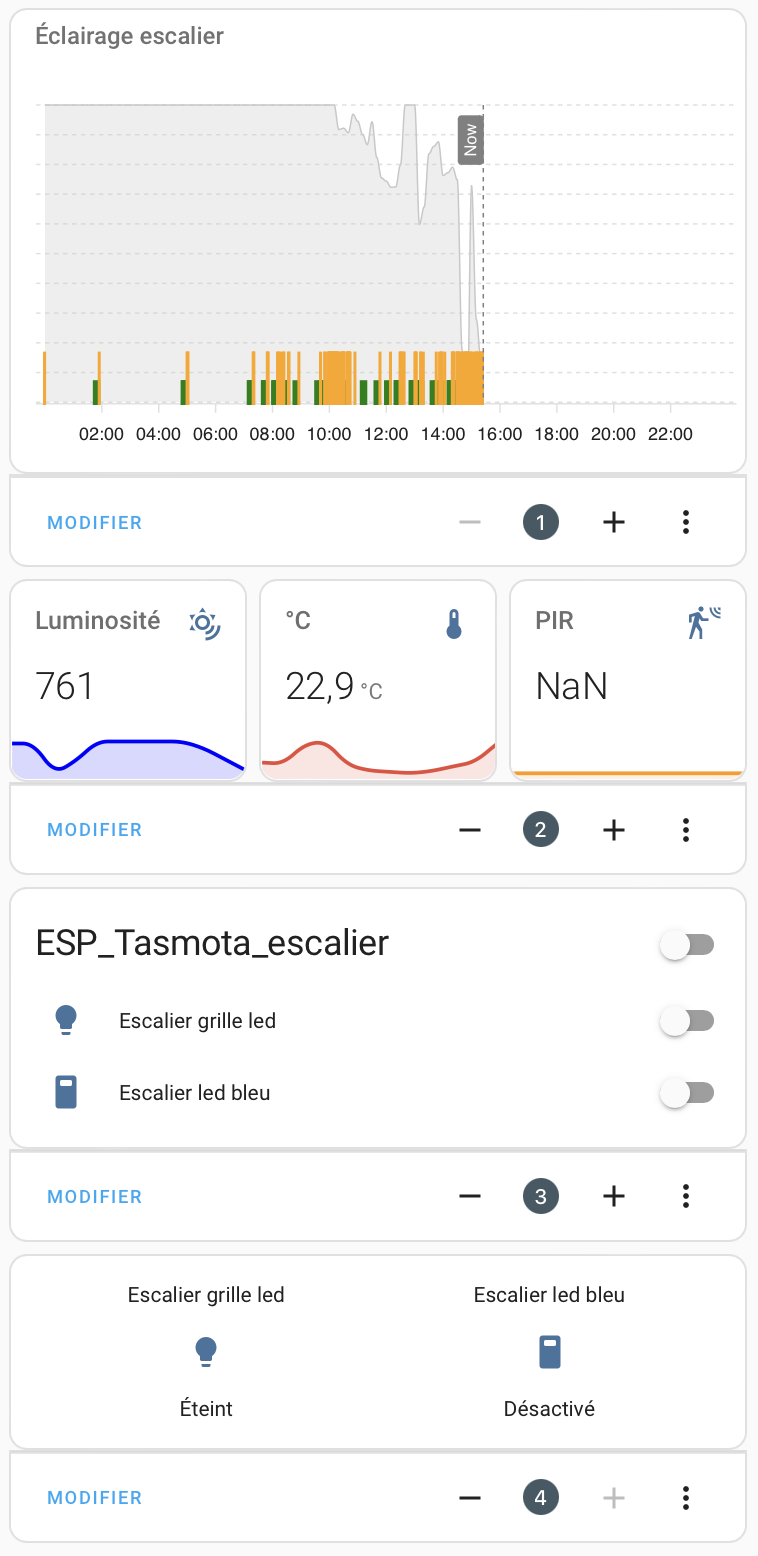 Éclairage escalier
Now
02:00 04:00 06:00 08:00 10:00 12:00 14:00 16:00 18:00 20:00 22:00
MODIFIER 1
Luminosité °C PIR
761 22,9 °C NaN
MODIFIER 2
ESP_Tasmota_escalier
Escalier grille led
Escalier led bleu
MODIFIER 3
Escalier grille led Escalier led bleu
Éteint Désactivé
MODIFIER 4